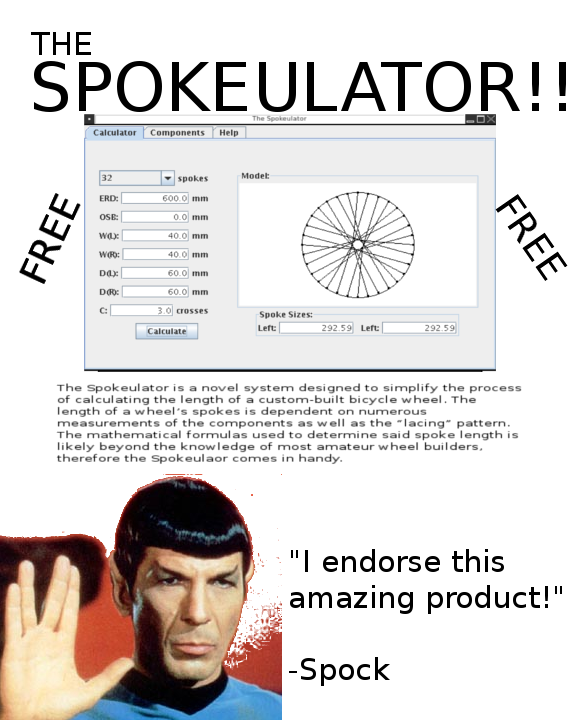 THE
SPOKEULATOR!!
The Spokeulator
Calculator Components Help
FREE
FREE
32 spokes
ERD: 600.0 mm
OSB: 0.0 mm
W(L): 40.0 mm
W(R): 40.0 mm
D(L): 60.0 mm
D(R): 60.0 mm
C: 3.0 crosses
Calculate
Model:
Spoke Sizes:
Left: 292.59 Left: 292.59
The Spokeulator is a novel system designed to simplify the process
of calculating the length of a custom-built bicycle wheel. The
length of a wheel's spokes is dependent on numerous
measurements of the components as well as the "lacing" pattern.
The mathematical formulas used to determine said spoke length is
likely beyond the knowledge of most amateur wheel builders,
therefore the Spokeulaor comes in handy.
"I endorse this
amazing product!"
-Spock